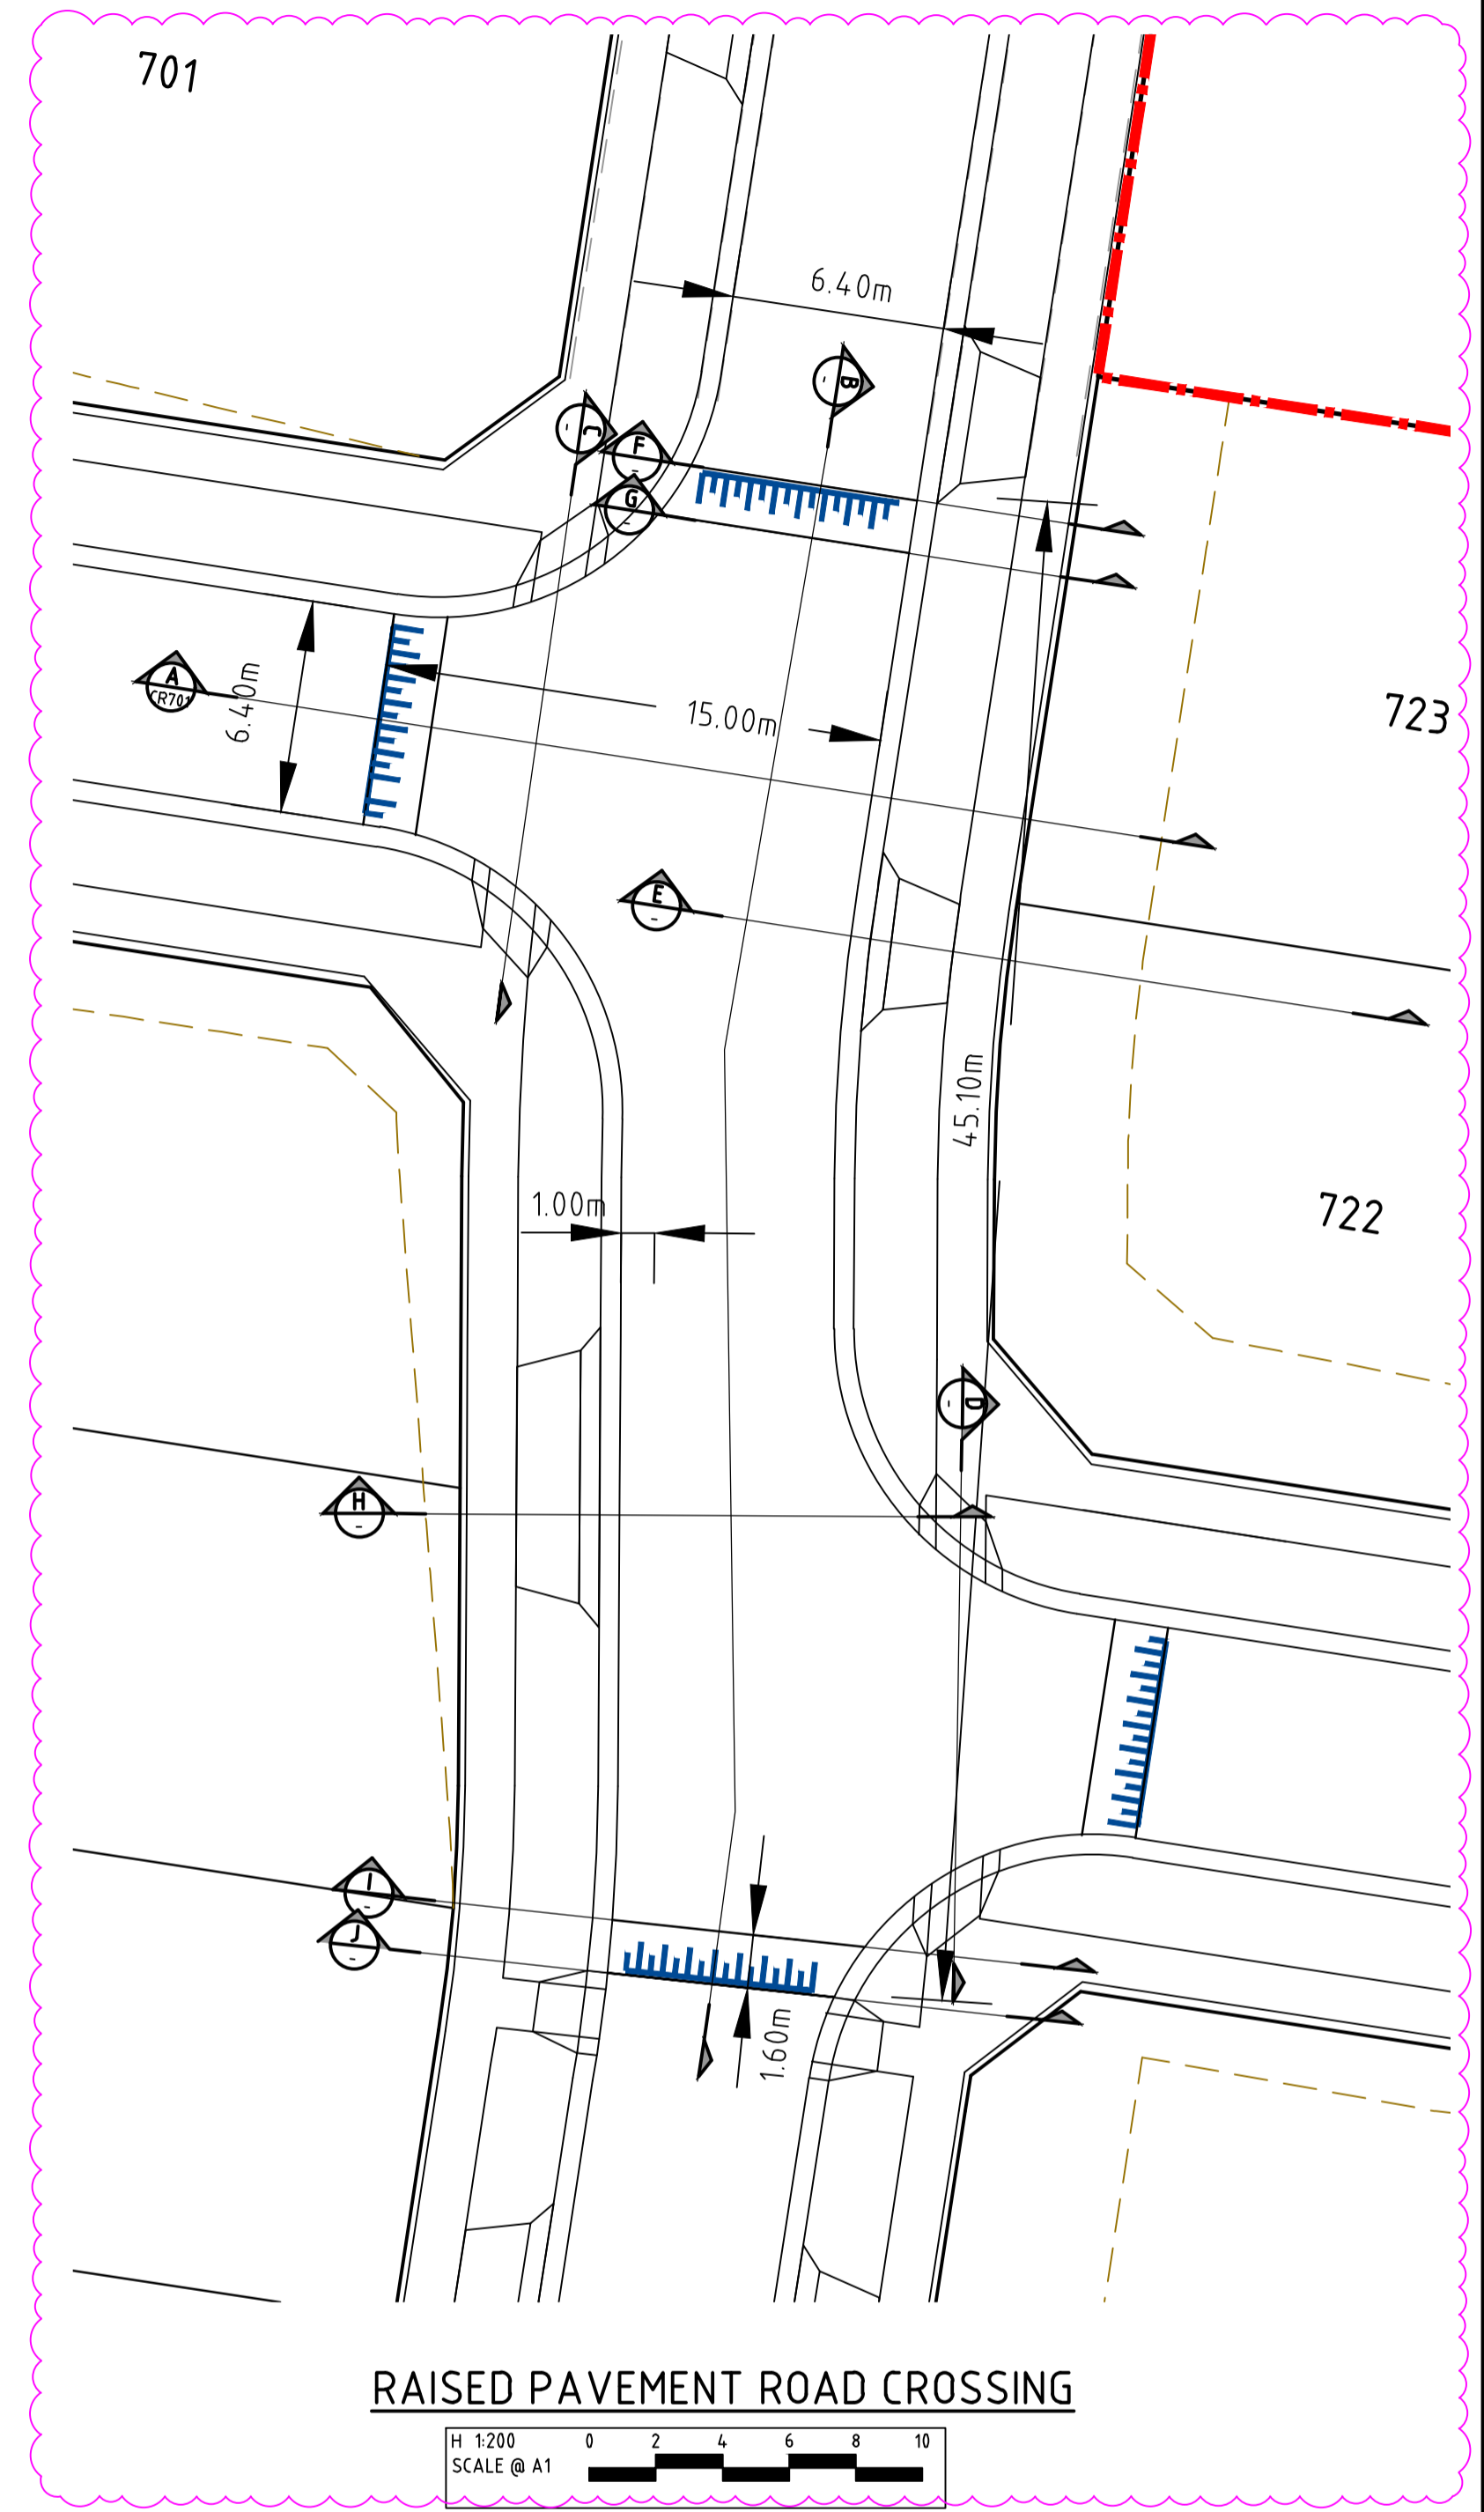 701
6.40m
B
J
F
G
A
CR701
6.40m
15.00m
723
E
45.10m
1.00m
722
D
H
I
J
1.60m
RAISED PAVEMENT ROAD CROSSING
H 1:200 0 2 4 6 8 10
SCALE @ A1